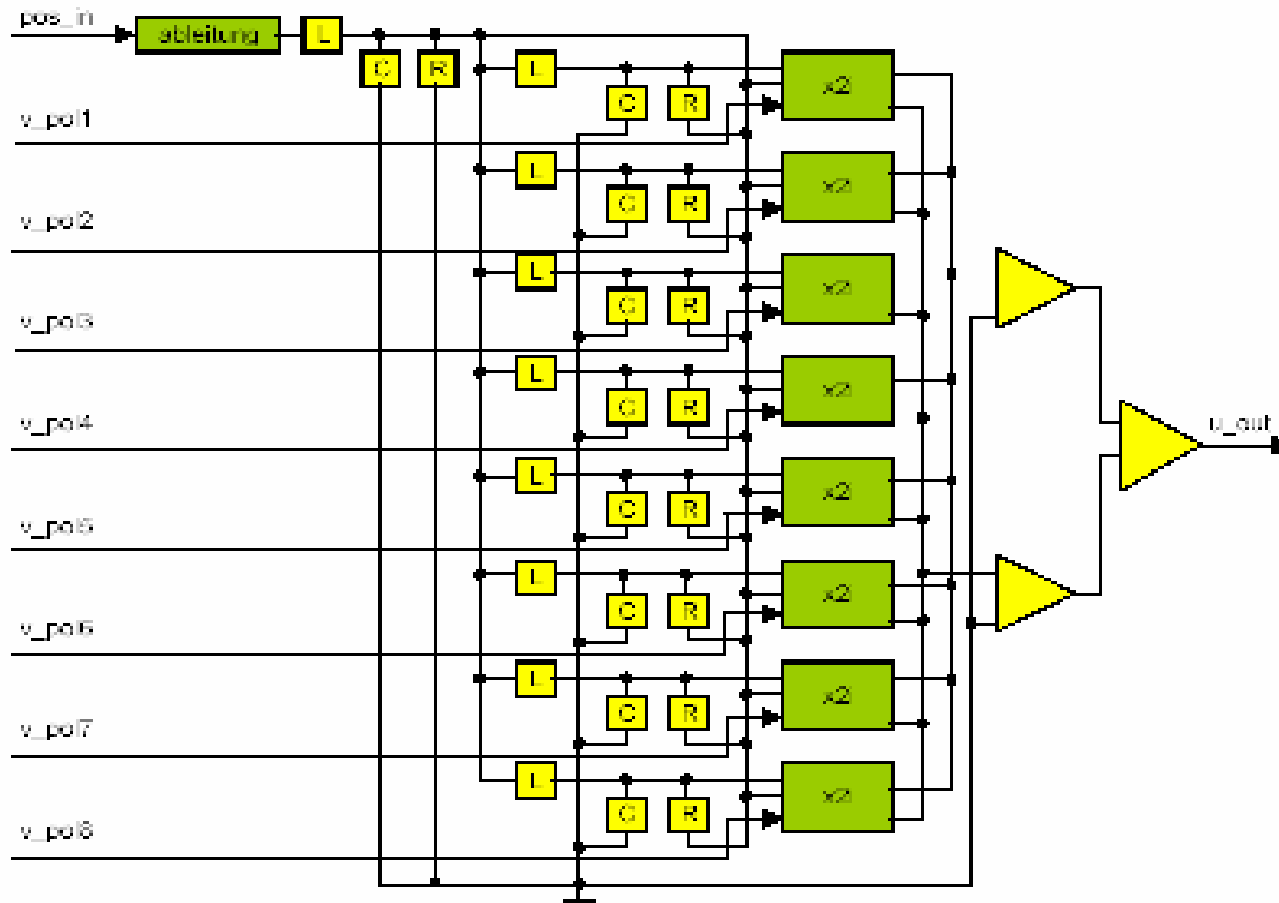 pos_in
ableitung
L
C
R
L
C
R
x2
v_pol1
L
C
R
x2
v_pol2
L
C
R
x2
v_pol3
L
C
R
x2
v_pol4
L
C
R
x2
u_out
v_pol5
L
C
R
x2
v_pol6
L
C
R
x2
v_pol7
L
C
R
x2
v_pol8